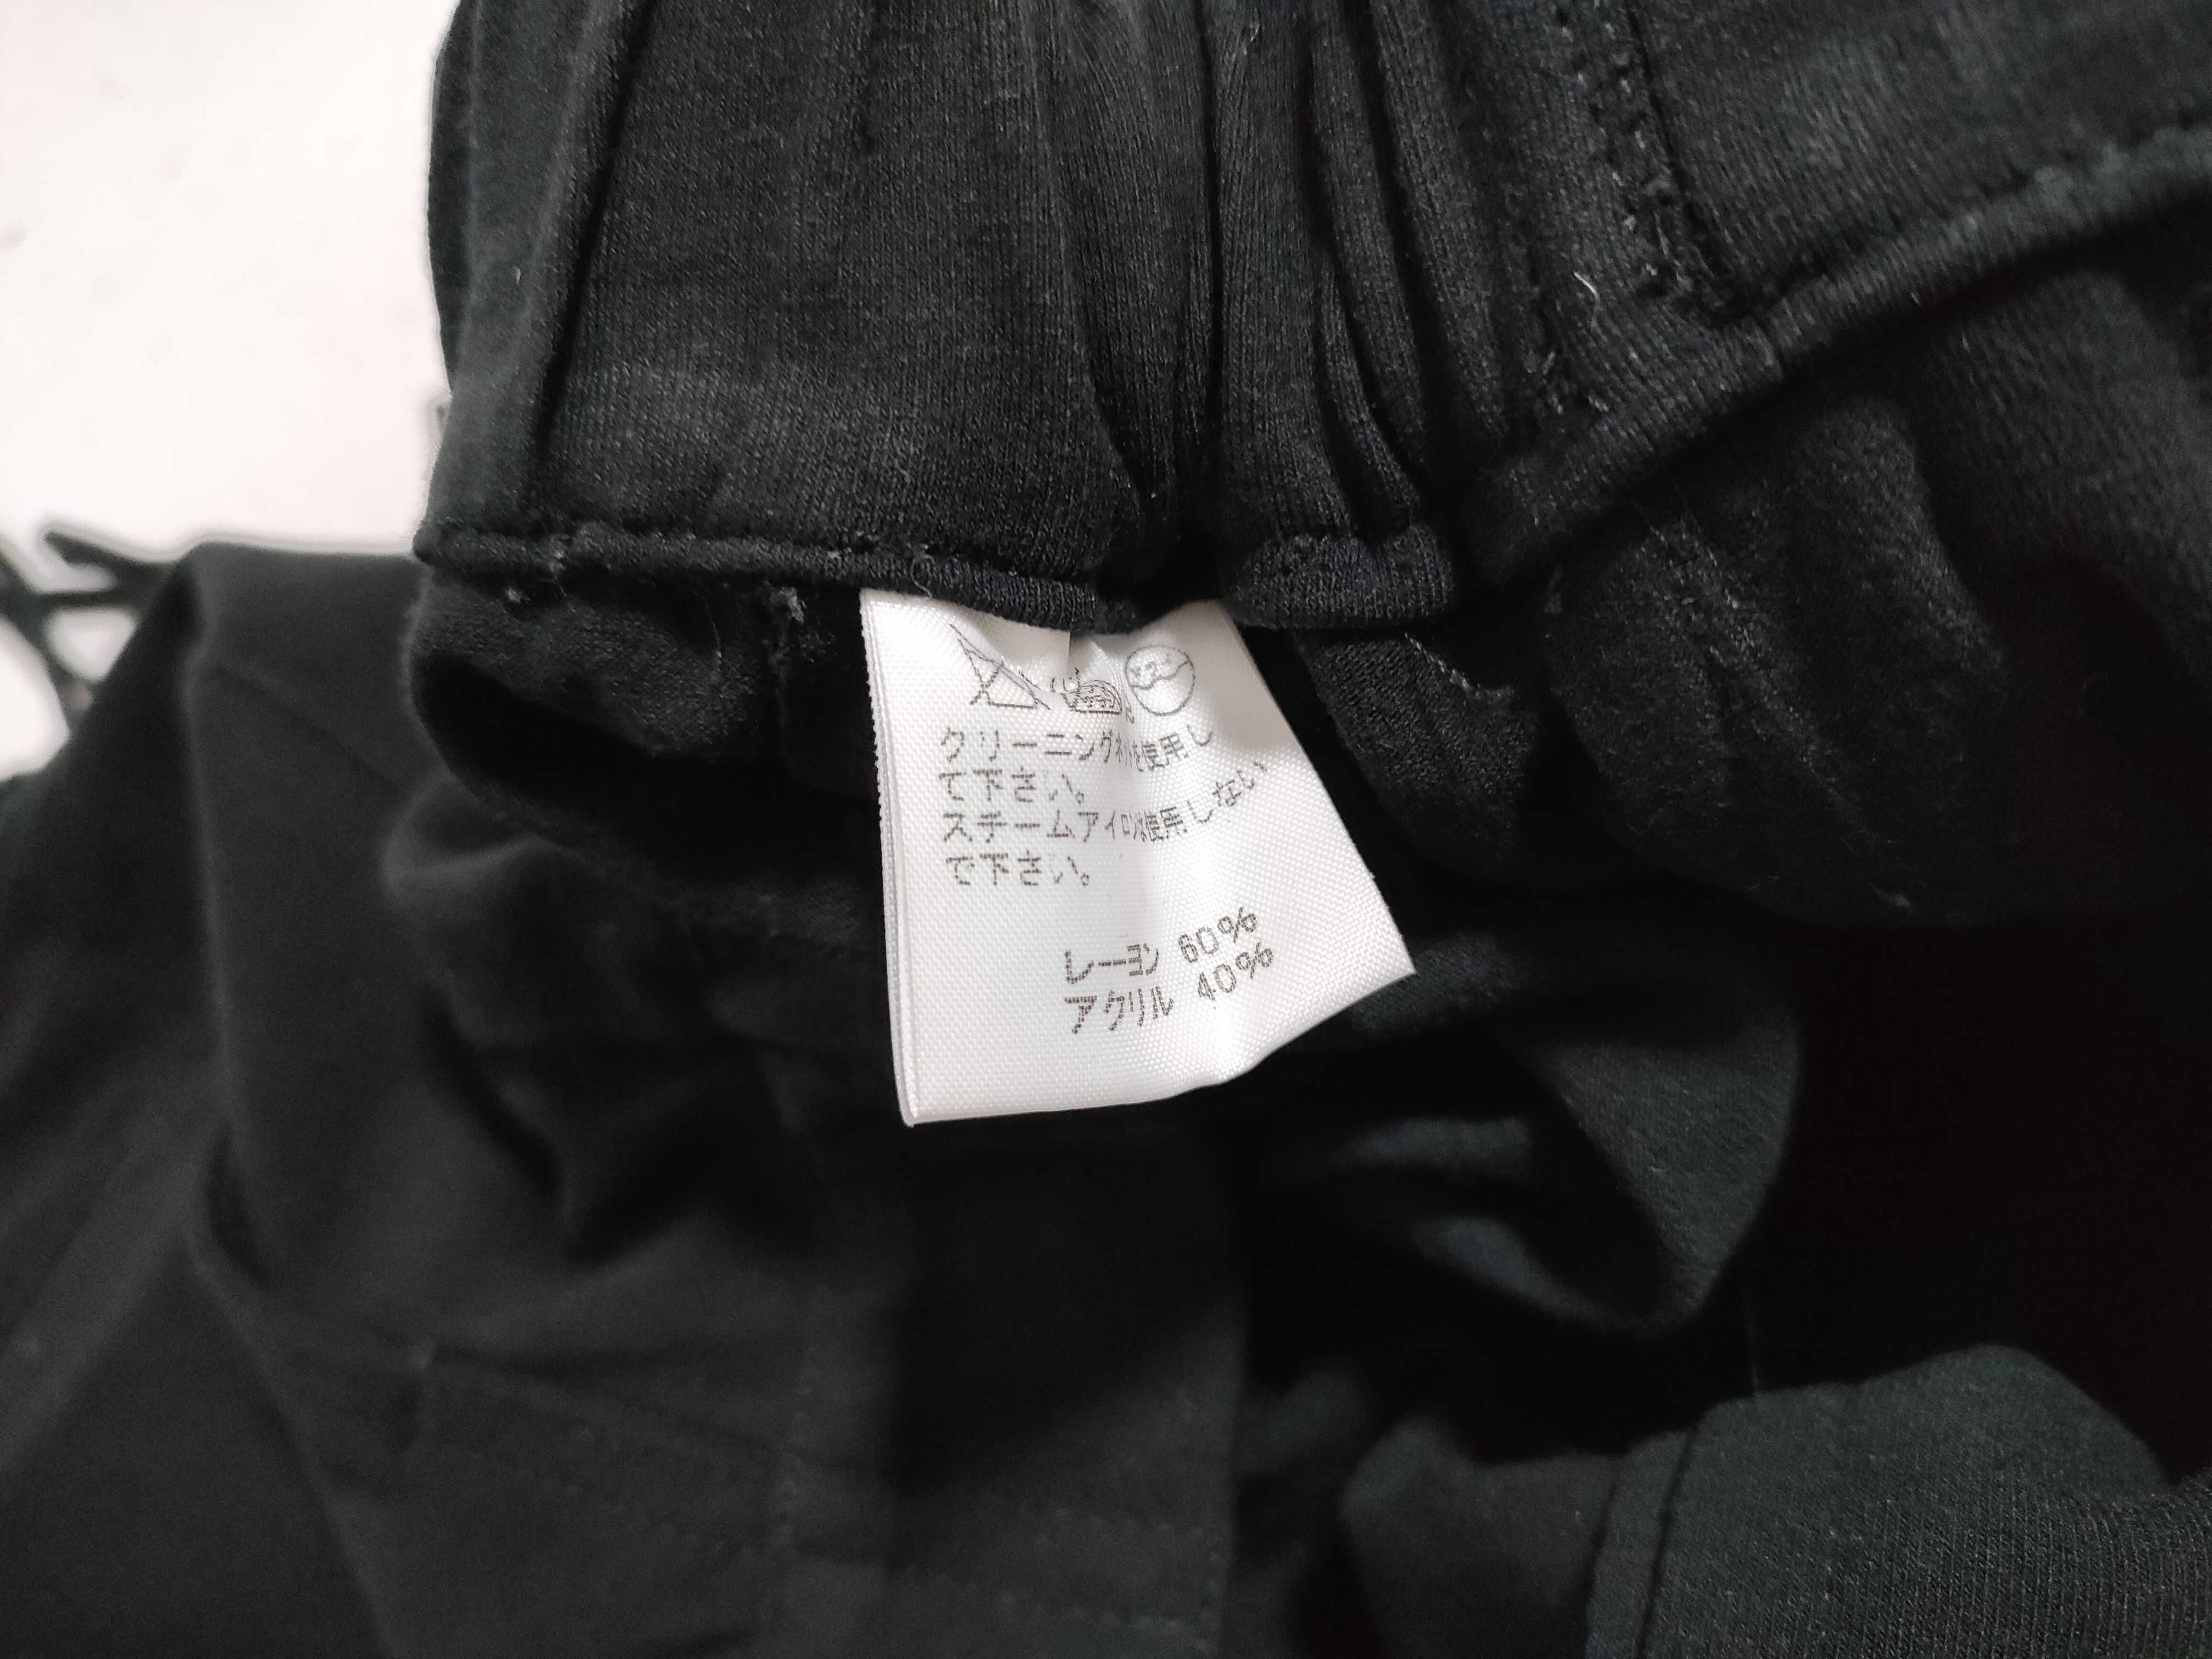 クリーニングネットを使用し
て下さい。
スチームアイロンは使用しない
で下さい。
レーヨン 60%
アクリル 40%